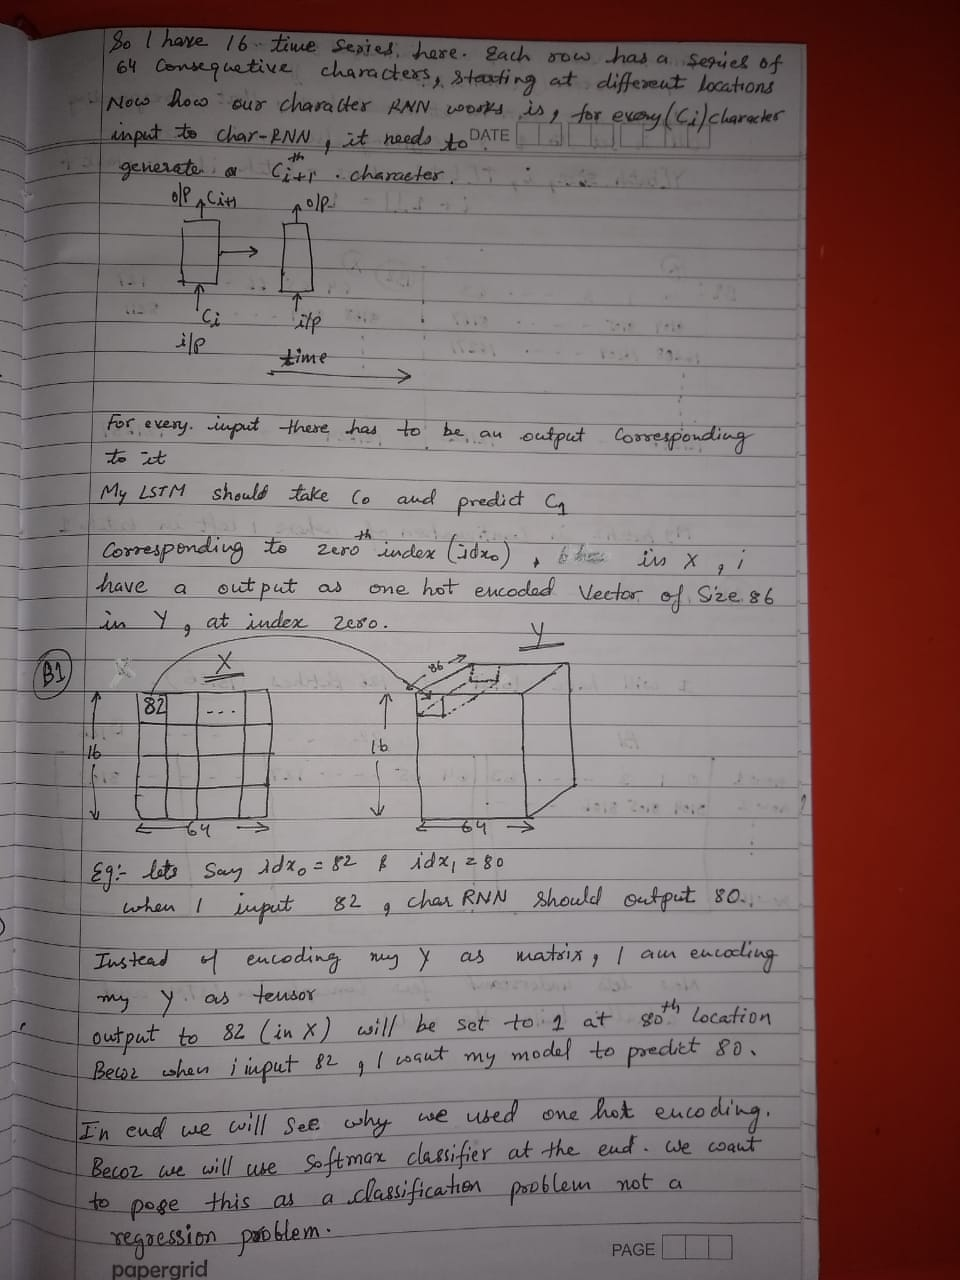 So I have 16 time series, here. Each row has a series of
64 Consequetive characters, starting at different locations
Now how our character RNN works is, for every (Ci) character
input to char-RNN, it needs to
DATE
generate a Ci+1 th character.
o/p Ci+1 o/p
Ci i/p
i/p
time
For every input there has to be an output Corresponding
to it
My LSTM should take C0 and predict C1
Corresponding to zero th index (idx0), in X, i
have a output as one hot encoded Vector of Size 86
in Y, at index zero.
B1 X Y
86
82 ...
16 16
64 64
Eg:- lets Say idx0 = 82 & idx1 = 80
when I input 82, char RNN should output 80.
Instead of encoding my Y as matrix, I am encoding
my Y as tensor
output to 82 (in X) will be set to 1 at 80th location
Becoz when i input 82, I want my model to predict 80.
In end we will see why we used one hot encoding.
Becoz we will use Softmax classifier at the end. We want
to pose this as a classification problem not a
regression problem.
PAGE
papergrid